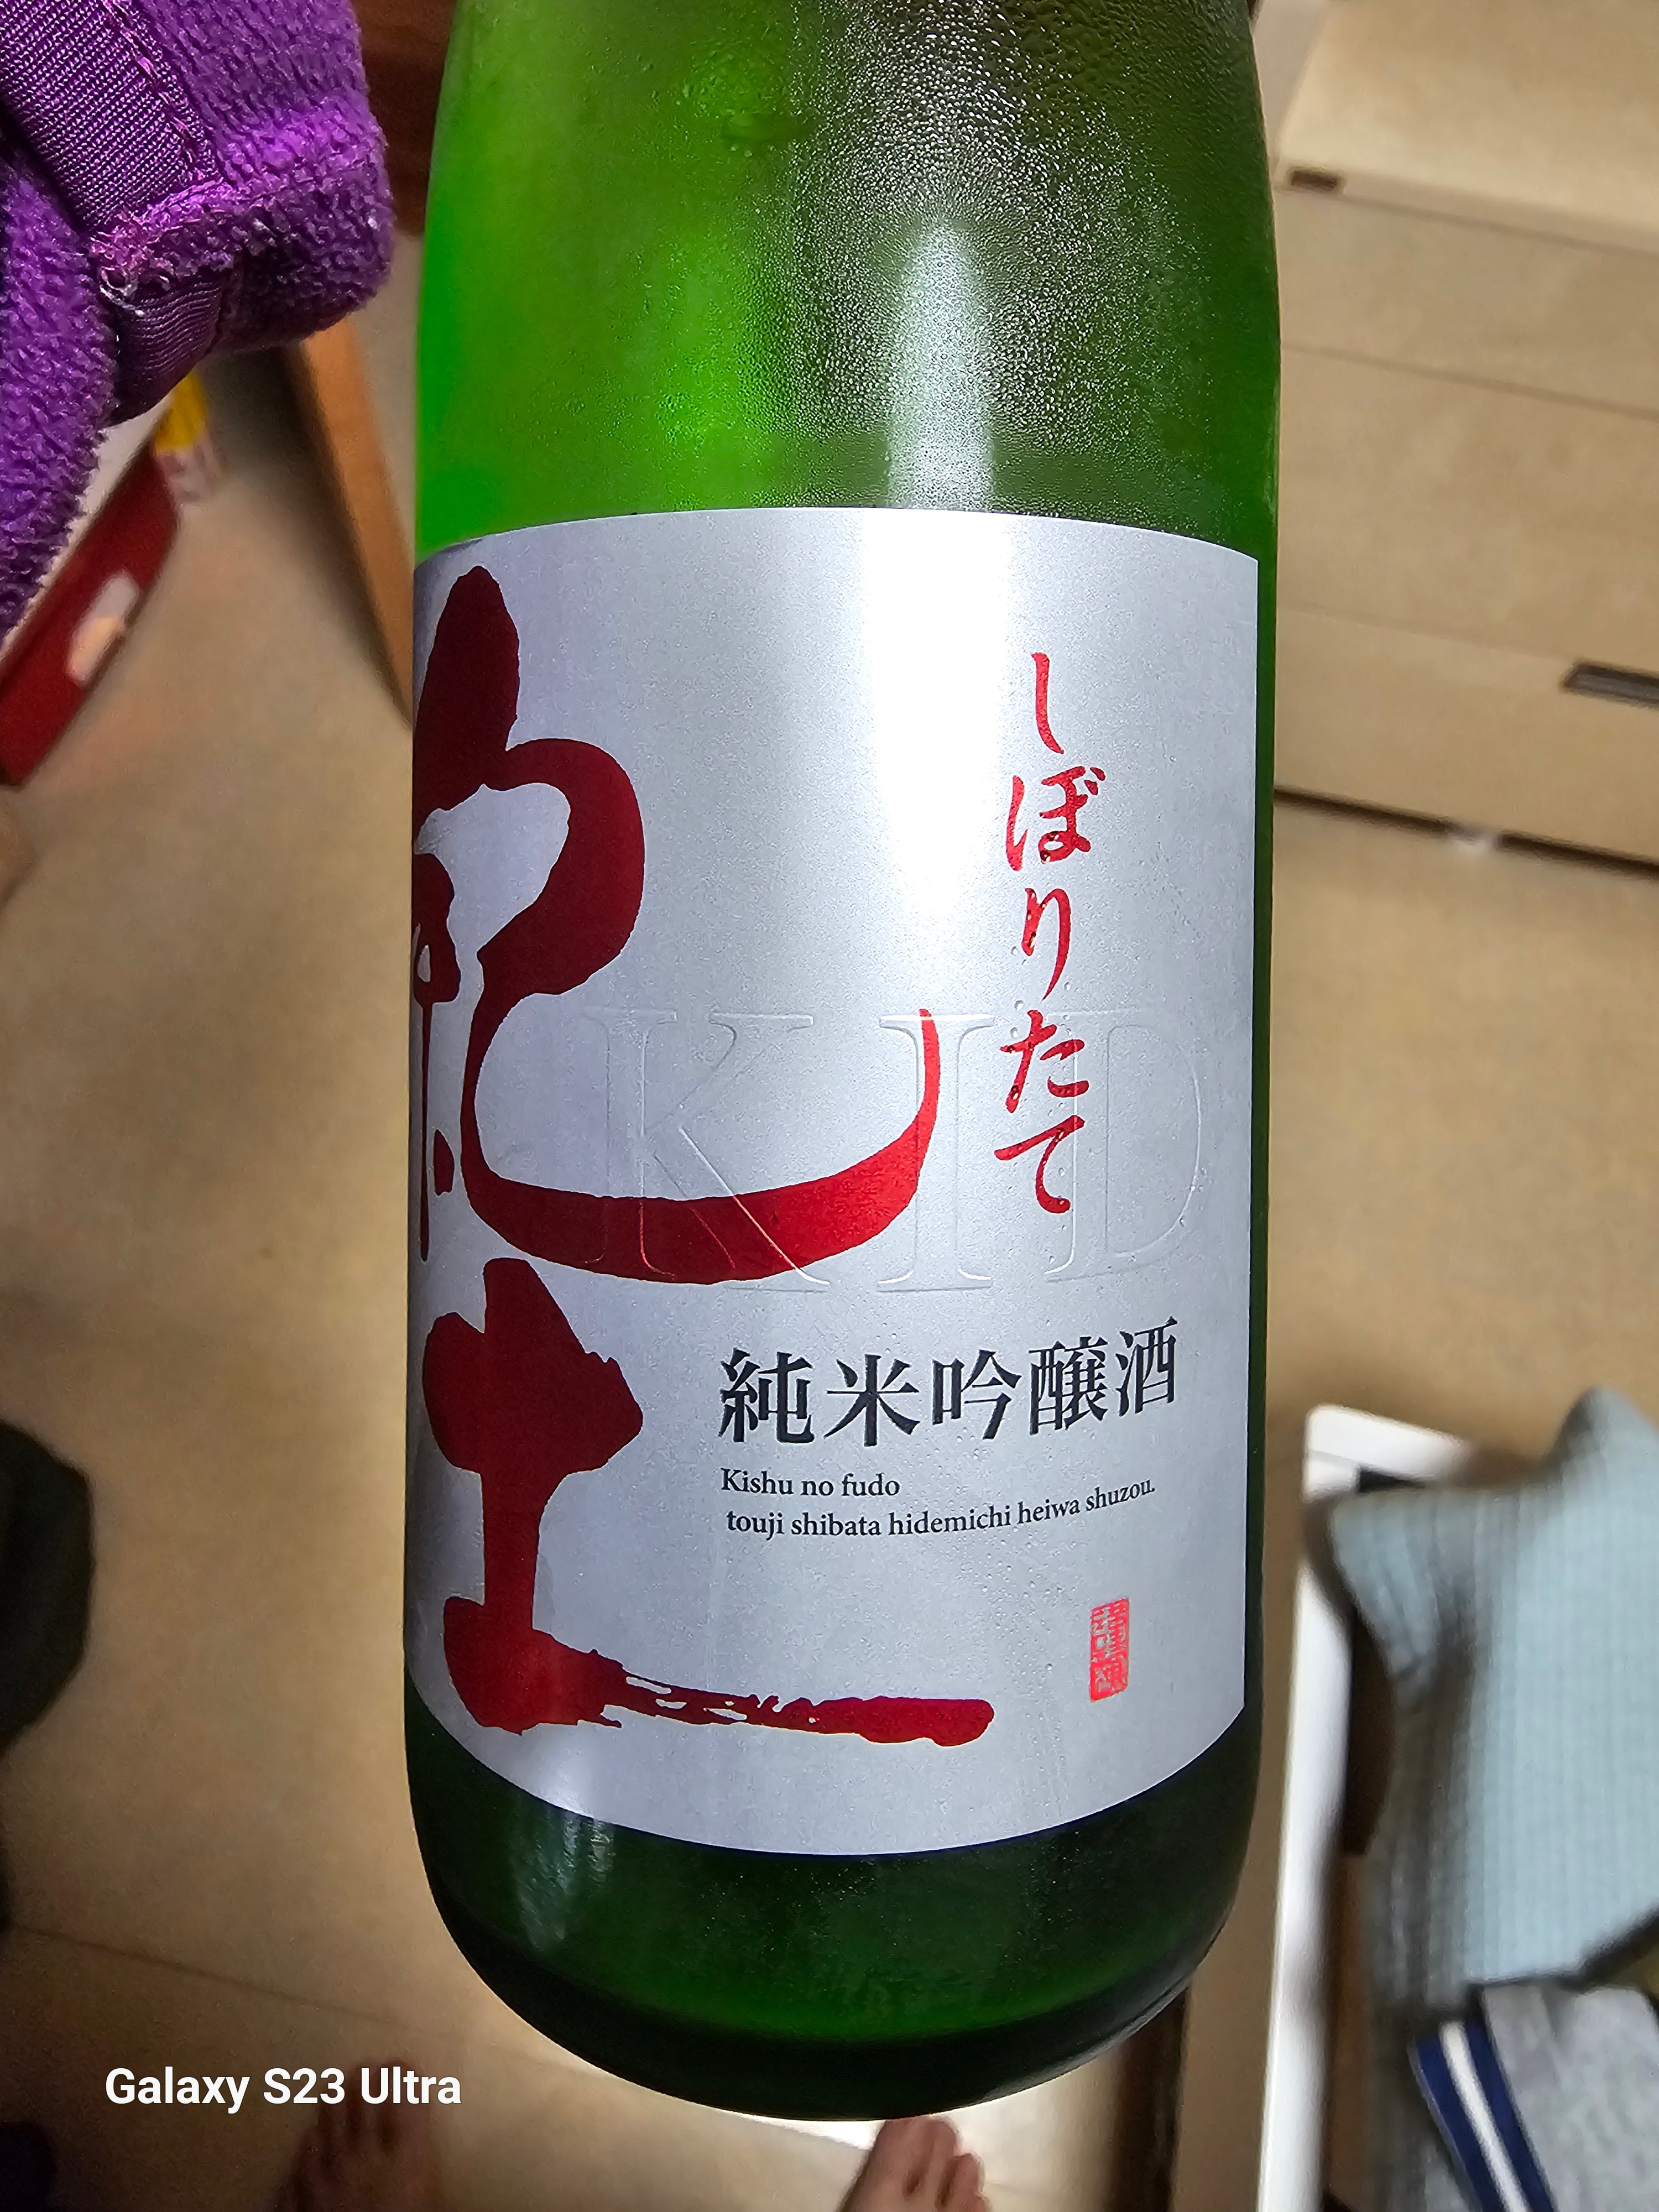 紀土
しぼりたて
KID
純米吟醸酒
Kishu no fudo
touji shibata hidemichi heiwa shuzou.
Galaxy S23 Ultra